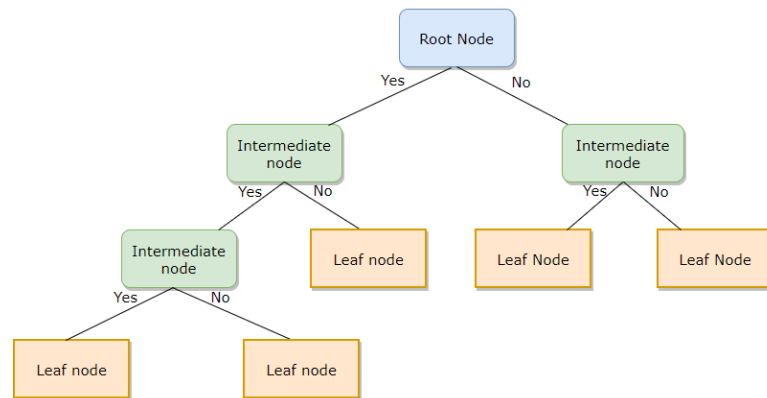 Root Node
Yes
No
Intermediate
node
Intermediate
node
Yes
No
Yes
No
Intermediate
node
Leaf node
Leaf Node
Leaf Node
Yes
No
Leaf node
Leaf node